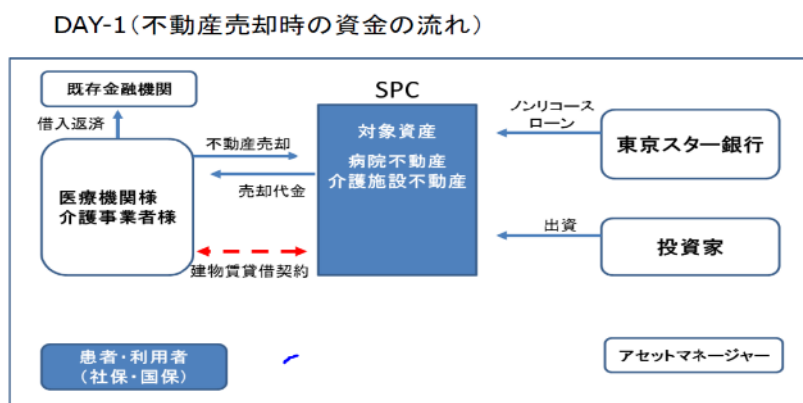 DAY-1(不動産売却時の資金の流れ)
既存金融機関
借入返済
医療機関様
介護事業者様
不動産売却
売却代金
建物賃貸借契約
SPC
対象資産
病院不動産
介護施設不動産
ノンリコース
ローン
東京スター銀行
出資
投資家
患者・利用者
(社保・国保)
アセットマネージャー